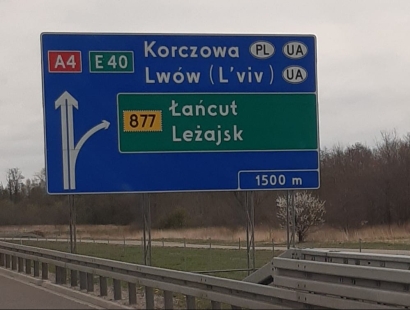 A4 E 40 Korczowa PL UA
Lwów (L'viv) UA
877 Łańcut
Leżajsk
1500 m